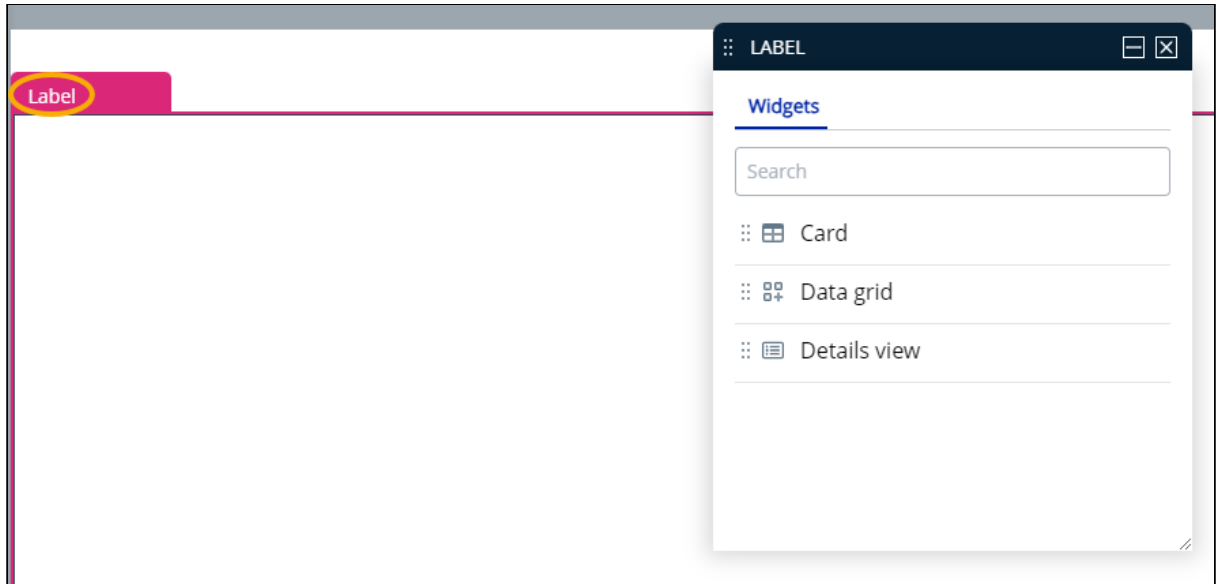 LABEL
Label
Widgets
Search
Card
Data grid
Details view